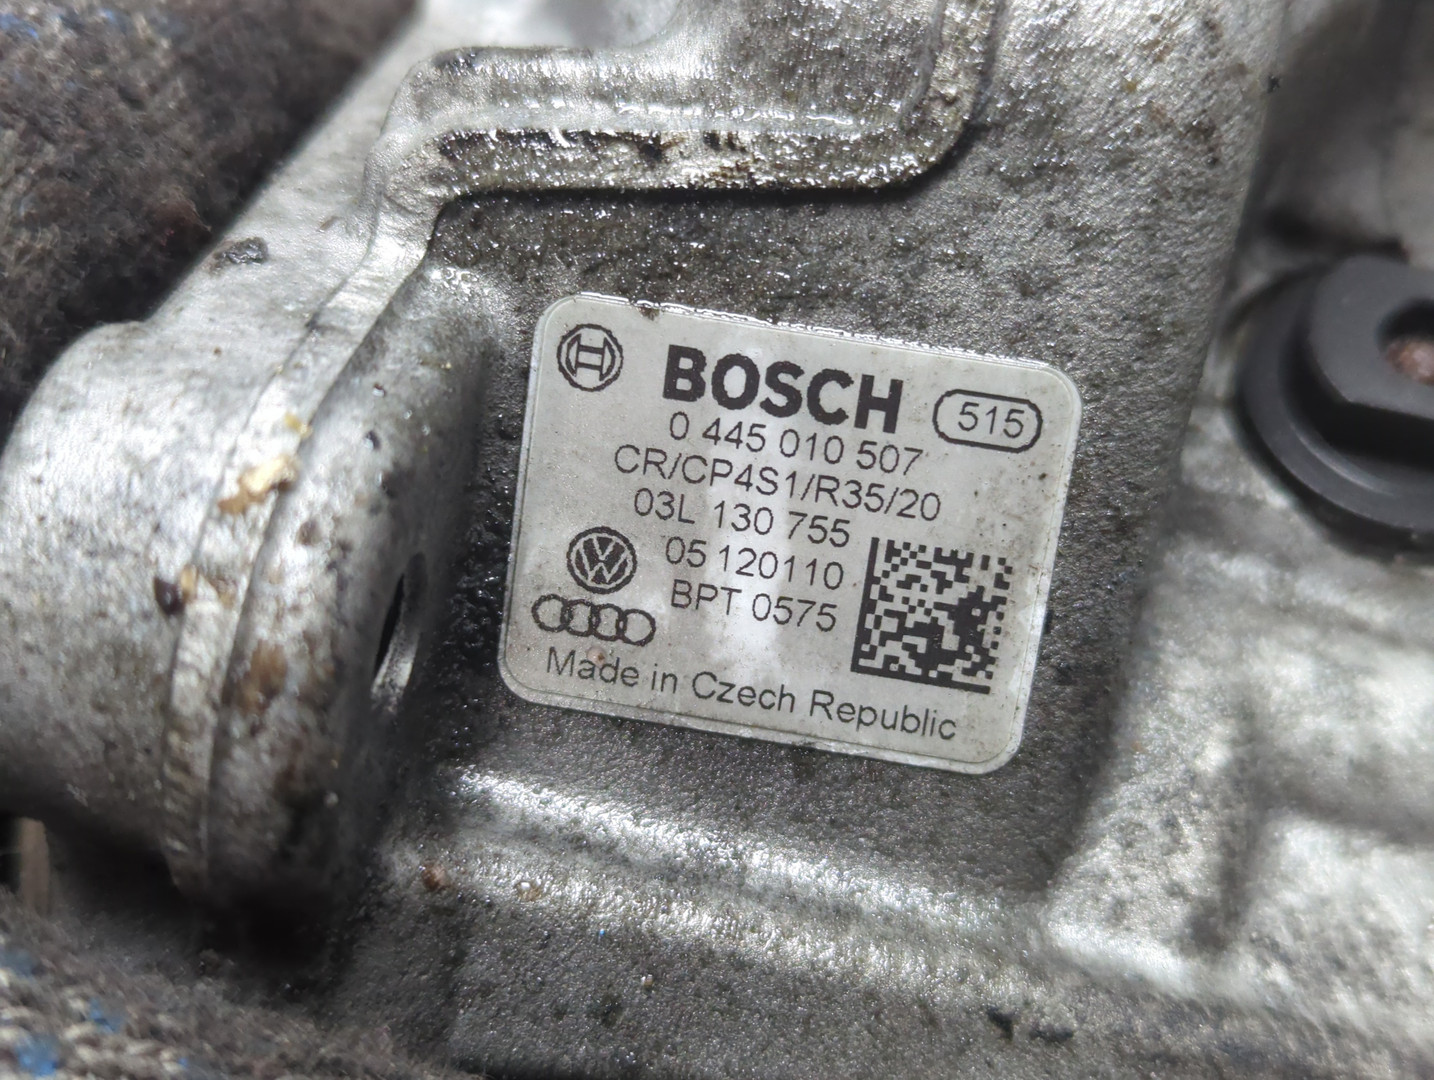 BOSCH 515
0 445 010 507
CR/CP4S1/R35/20
03L 130 755
05 120110
BPT 0575
Made in Czech Republic